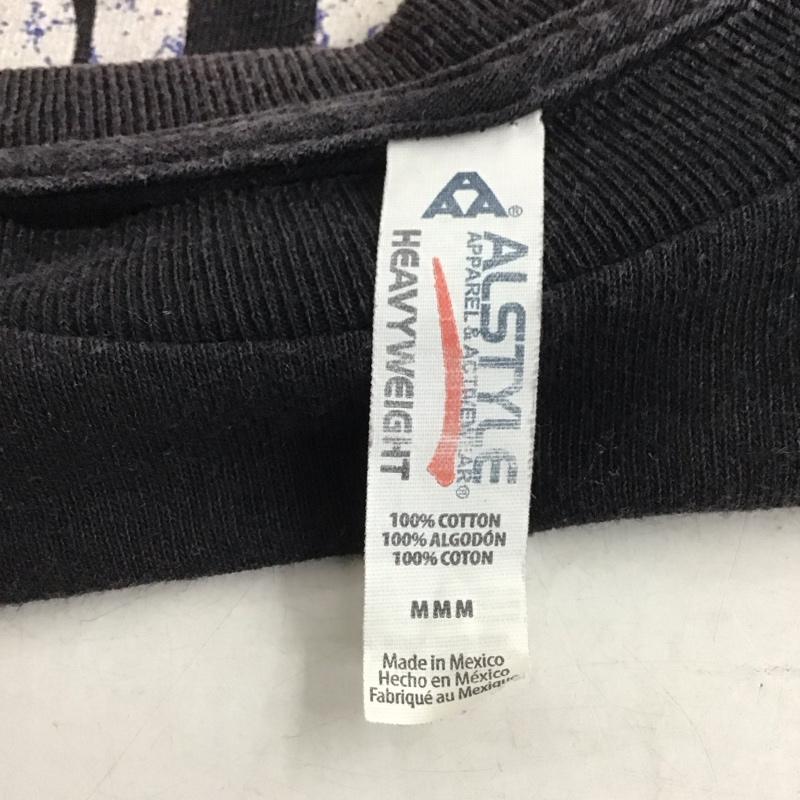 AAA®
ALSTYLE
APPAREL & ACTIVEWEAR®
HEAVYWEIGHT
100% COTTON
100% ALGODÓN
100% COTON
M M M
Made in Mexico
Hecho en México
Fabriqué au Mexique